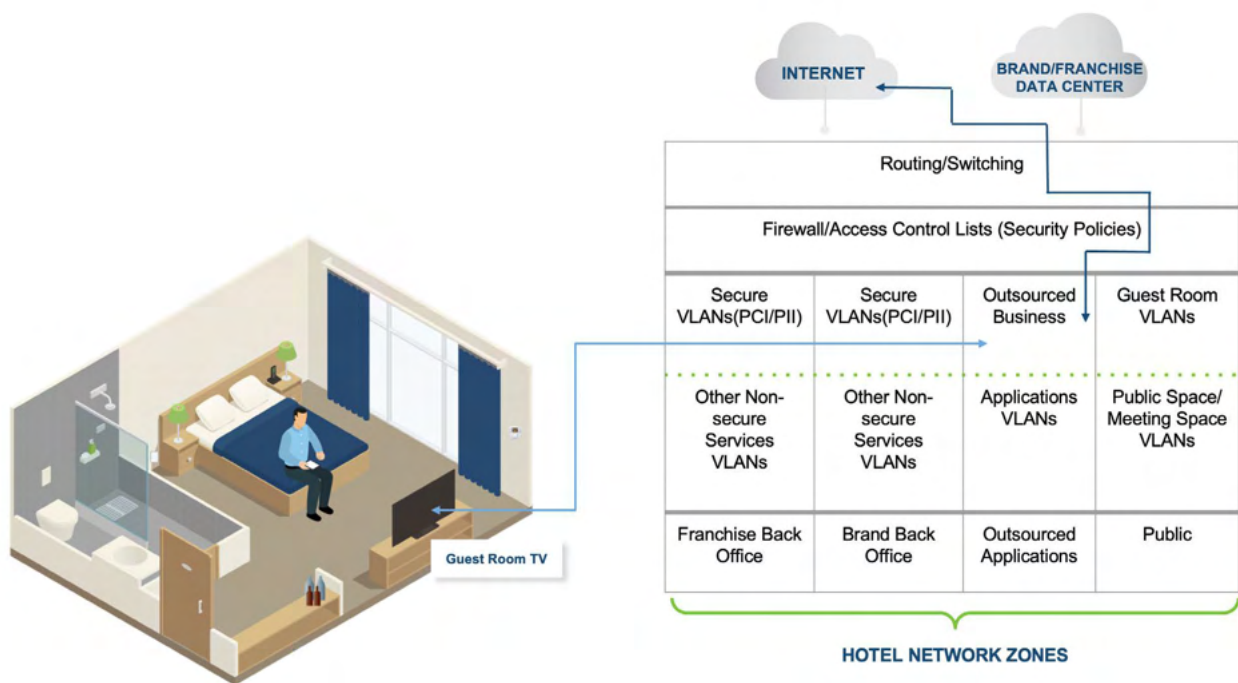 INTERNET
BRAND/FRANCHISE
DATA CENTER
Routing/Switching
Firewall/Access Control Lists (Security Policies)
Secure
VLANs(PCI/PII)
Secure
VLANs(PCI/PII)
Outsourced
Business
Guest Room
VLANs
Other Non-
secure
Services
VLANs
Other Non-
secure
Services
VLANs
Applications
VLANs
Public Space/
Meeting Space
VLANs
Guest Room TV
Franchise Back
Office
Brand Back
Office
Outsourced
Applications
Public
HOTEL NETWORK ZONES